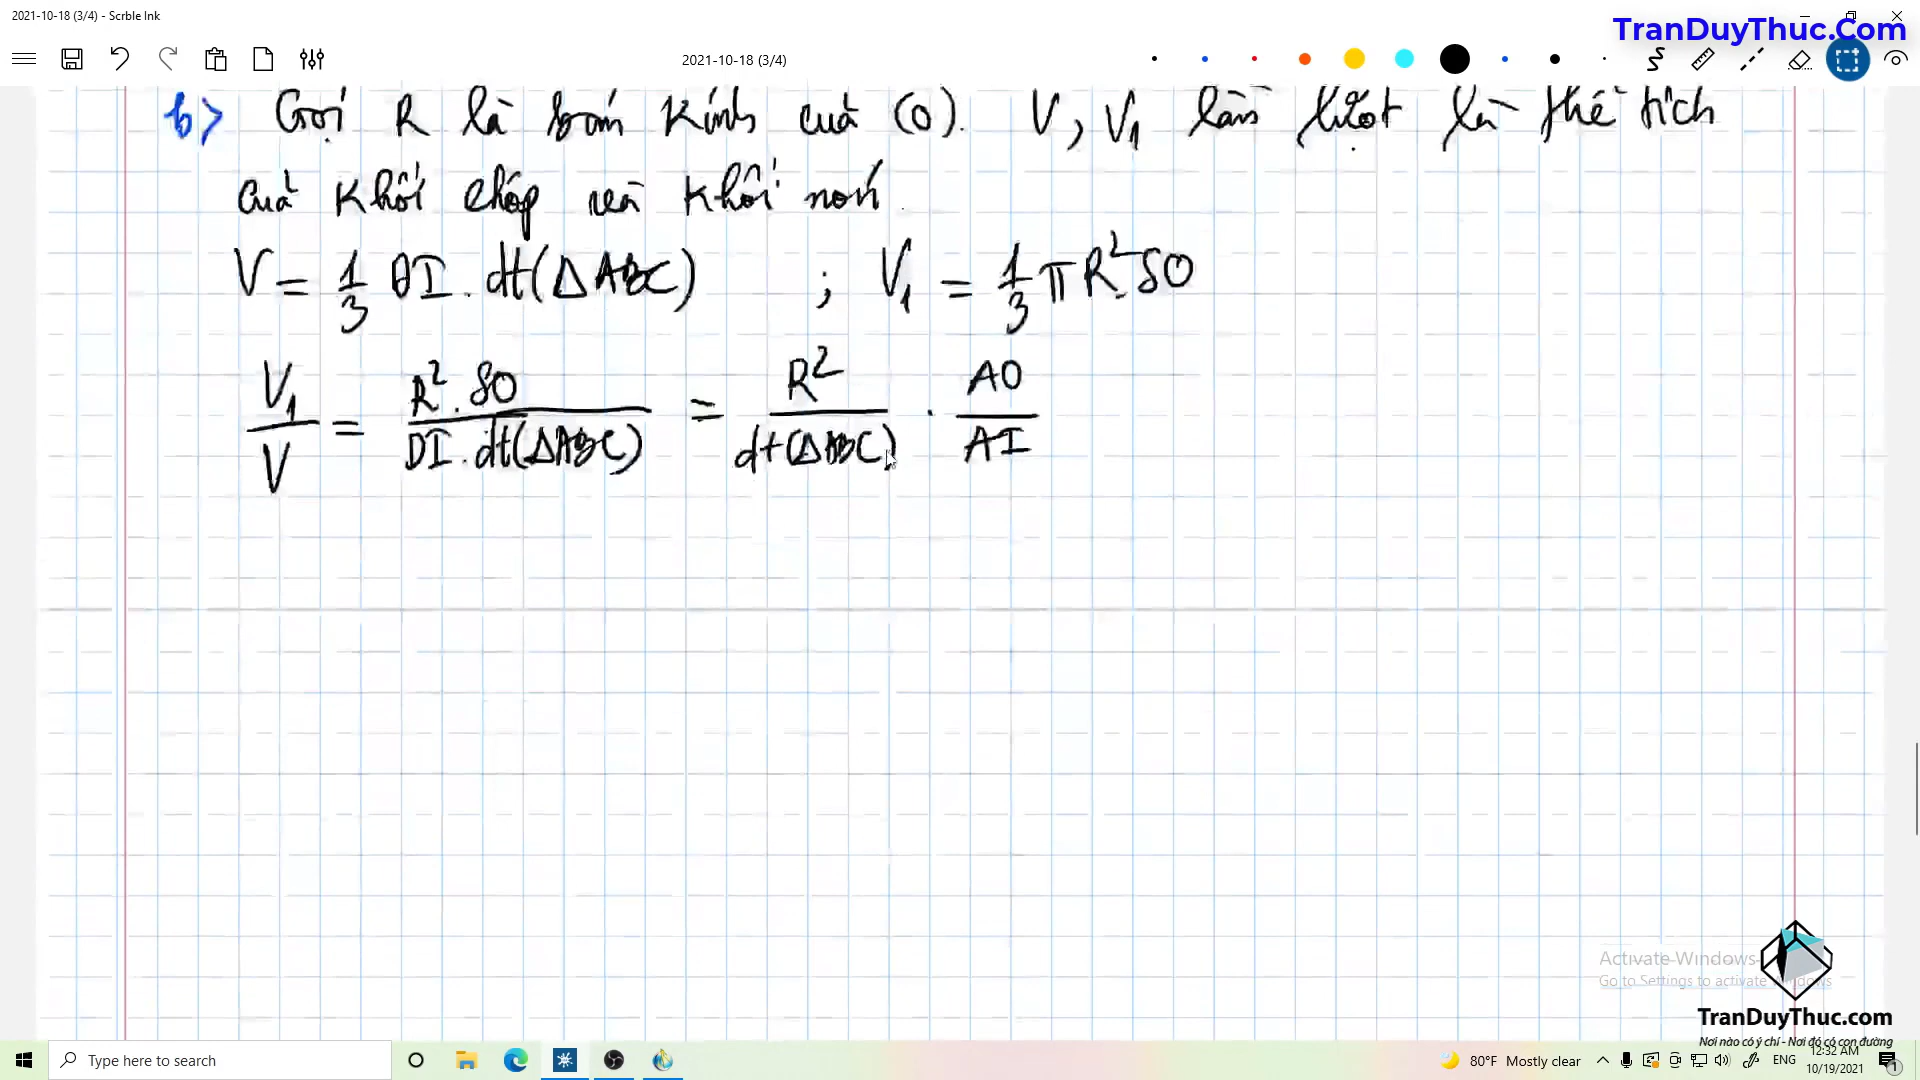 2021-10-18 (3/4) - Scrble Ink
TranDuyThuc.Com
2021-10-18 (3/4)
b> Gọi R là bán kính của (O). V, V₁ lần lượt là thể tích
của khối chóp và khối nón.
V = 1/3 DI . dt(ΔABC) ; V₁ = 1/3 πR². SO
V₁/V = R². SO / DI . dt(ΔABC) = R² / dt(ΔABC) . AO / AI
Activate Windows
Go to Settings to activate Windows
TranDuyThuc.com
Nơi nào có ý chí - Nơi đó có con đường
Type here to search
80°F Mostly clear
ENG
12:32 AM
10/19/2021
1